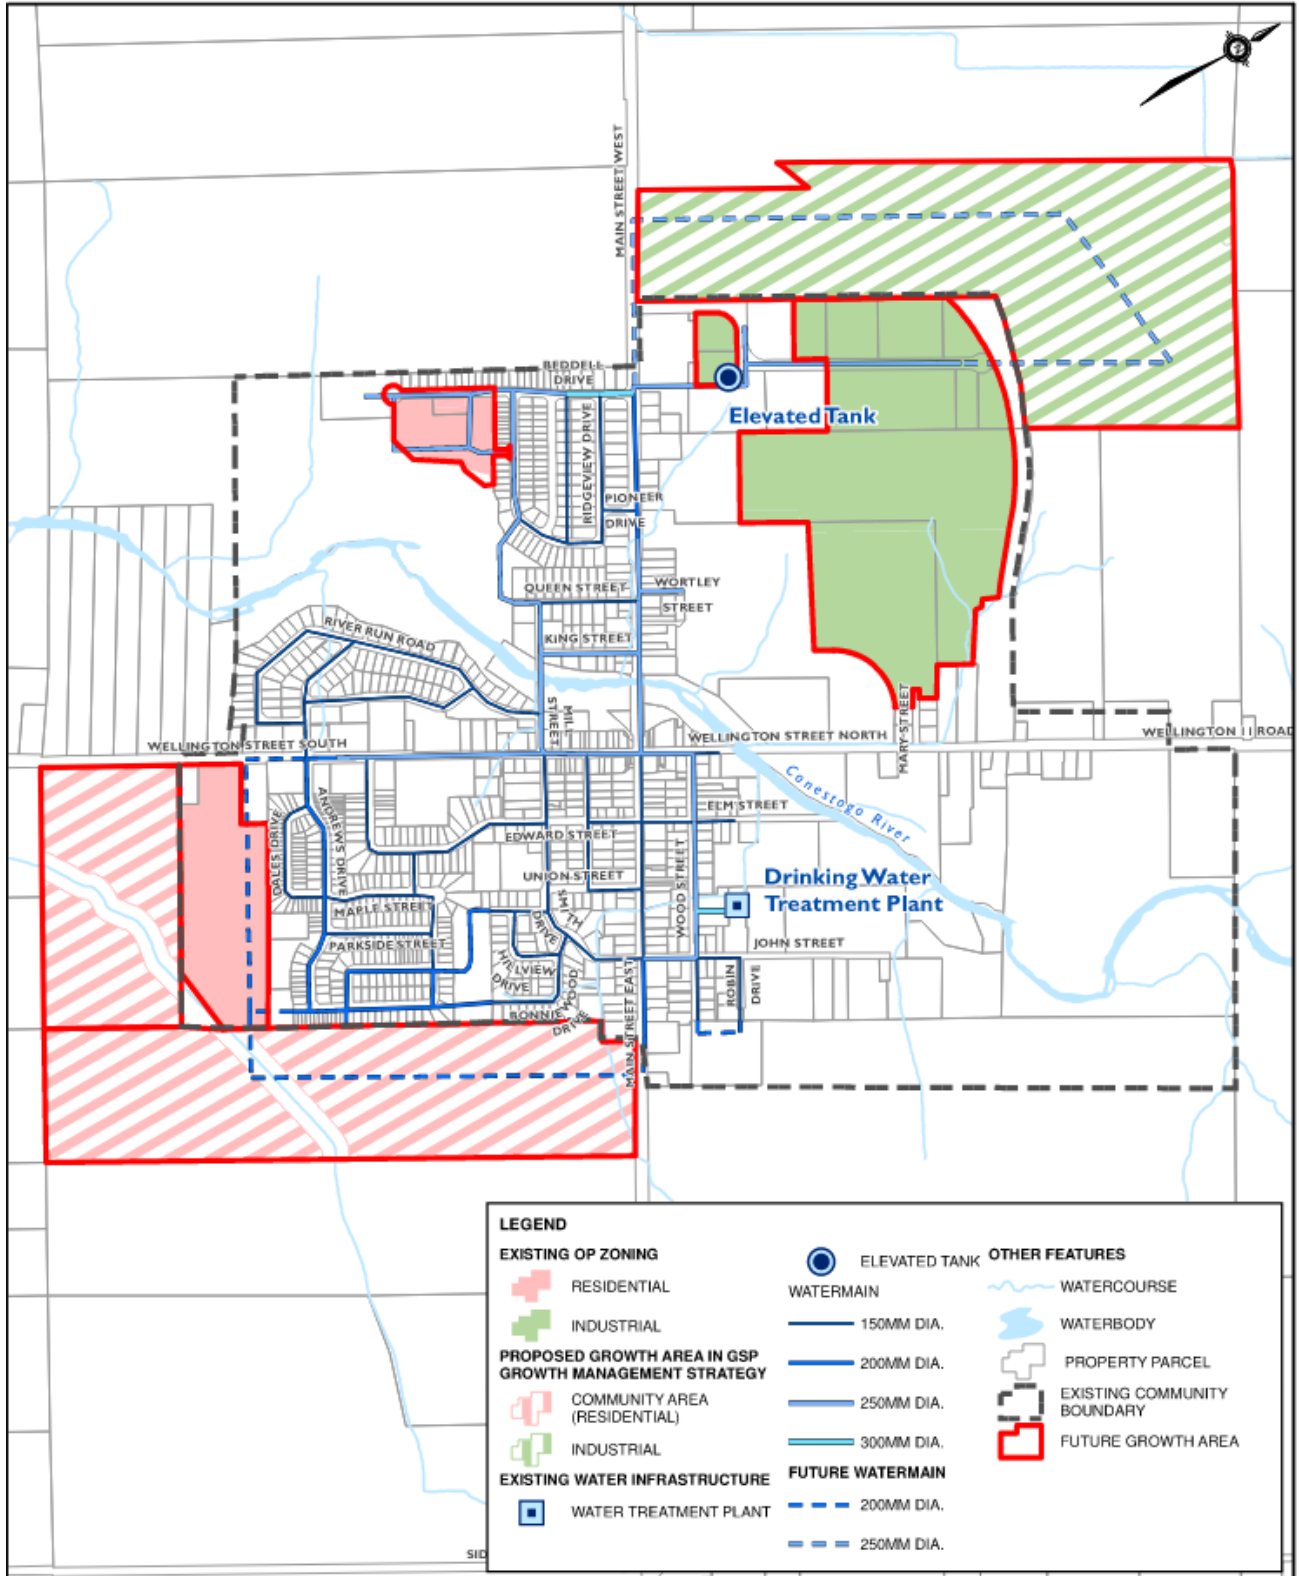 MAIN STREET WEST
BEDDELL
DRIVE
Elevated Tank
RIDGEVIEW DRIVE
PIONEER
DRIVE
QUEEN STREET
WORTLEY
STREET
KING STREET
RIVER RUN ROAD
MILL
STREET
MARY STREET
WELLINGTON STREET SOUTH
WELLINGTON STREET NORTH
WELLINGTON 11 ROAD
Conestogo River
ELM STREET
DALES DRIVE
ANDREWS DRIVE
EDWARD STREET
UNION STREET
WOOD STREET
Drinking Water
Treatment Plant
MAPLE STREET
SMITH
DRIVE
PARKSIDE STREET
JOHN STREET
HILLVIEW
DRIVE
ROBIN
DRIVE
BONNIEWOOD
DRIVE
MAIN STREET EAST
SID
LEGEND
EXISTING OP ZONING
RESIDENTIAL
INDUSTRIAL
PROPOSED GROWTH AREA IN GSP
GROWTH MANAGEMENT STRATEGY
COMMUNITY AREA
(RESIDENTIAL)
INDUSTRIAL
EXISTING WATER INFRASTRUCTURE
WATER TREATMENT PLANT
ELEVATED TANK
WATERMAIN
150MM DIA.
200MM DIA.
250MM DIA.
300MM DIA.
FUTURE WATERMAIN
200MM DIA.
250MM DIA.
OTHER FEATURES
WATERCOURSE
WATERBODY
PROPERTY PARCEL
EXISTING COMMUNITY
BOUNDARY
FUTURE GROWTH AREA